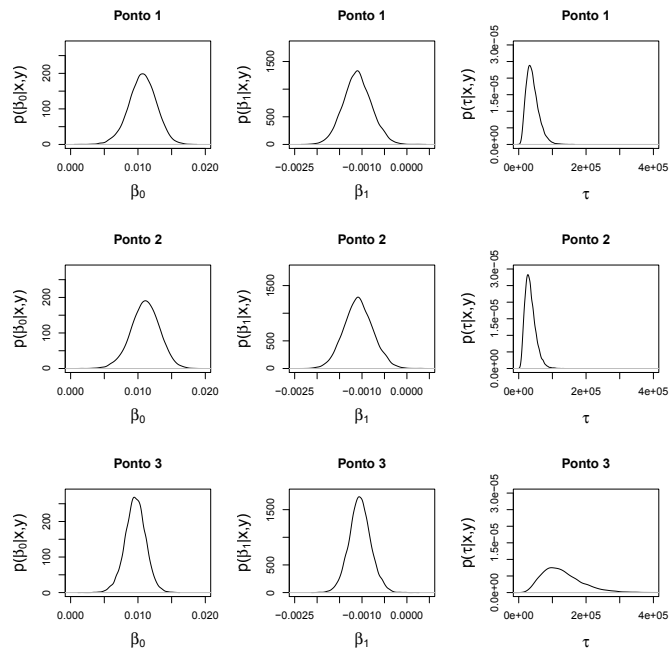 Ponto 1
p(β0|x,y)
0 50 100 200
0.000 0.010 0.020
β0
Ponto 1
p(β1|x,y)
0 500 1500
−0.0025 −0.0010 0.0000
β1
Ponto 1
p(τ|x,y)
0.0e+00 1.5e−05 3.0e−05
0e+00 2e+05 4e+05
τ
Ponto 2
p(β0|x,y)
0 50 100 200
0.000 0.010 0.020
β0
Ponto 2
p(β1|x,y)
0 500 1500
−0.0025 −0.0010 0.0000
β1
Ponto 2
p(τ|x,y)
0.0e+00 1.5e−05 3.0e−05
0e+00 2e+05 4e+05
τ
Ponto 3
p(β0|x,y)
0 50 100 200
0.000 0.010 0.020
β0
Ponto 3
p(β1|x,y)
0 500 1500
−0.0025 −0.0010 0.0000
β1
Ponto 3
p(τ|x,y)
0.0e+00 1.5e−05 3.0e−05
0e+00 2e+05 4e+05
τ